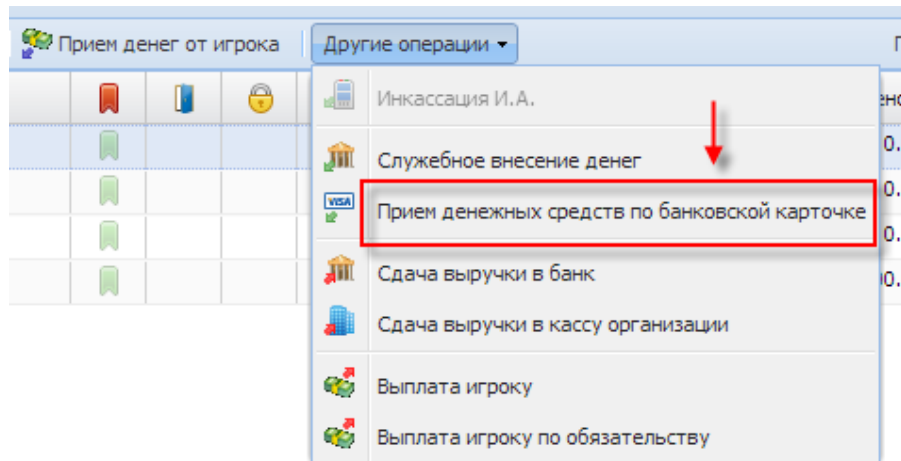 Прием денег от игрока
Другие операции
Инкассация И.А.
Служебное внесение денег
VISA
Прием денежных средств по банковской карточке
Сдача выручки в банк
Сдача выручки в кассу организации
Выплата игроку
Выплата игроку по обязательству